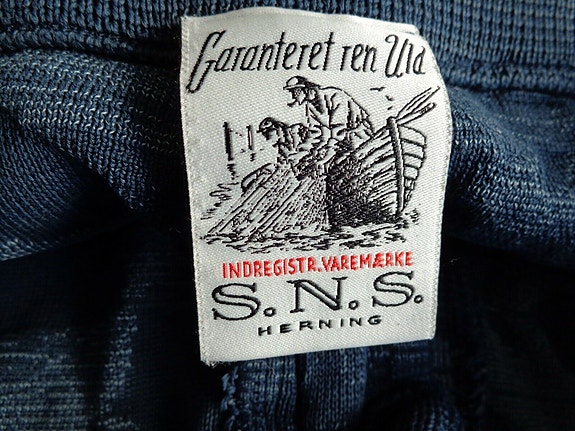 Garanteret ren Uld
INDREGISTR. VAREMÆRKE
S. N. S.
HERNING